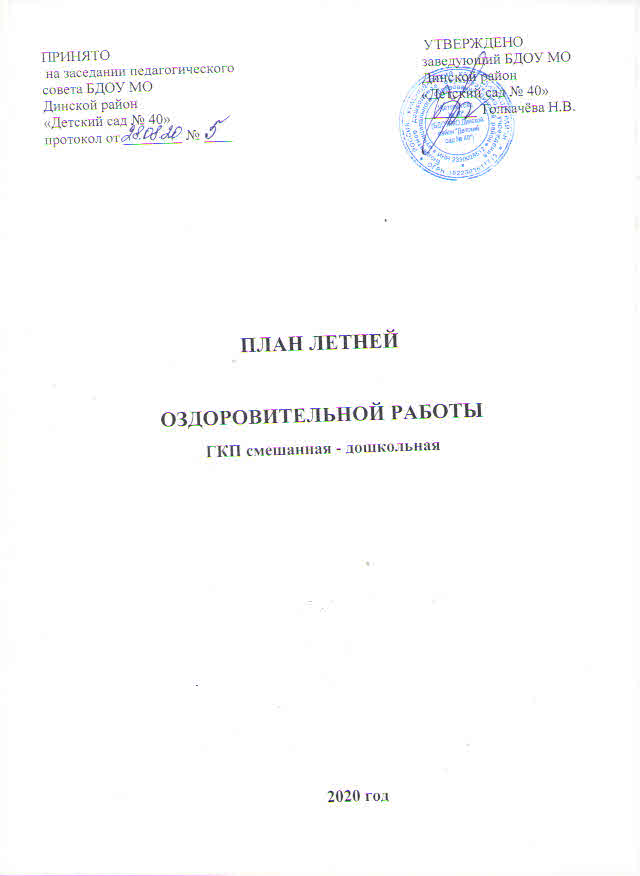 ПРИНЯТО
на заседании педагогического
совета БДОУ МО
Динской район
«Детский сад № 40»
протокол от 28.08.20 № 5
УТВЕРЖДЕНО
заведующий БДОУ МО
Динской район
«Детский сад № 40»
Толкачёва Н.В.
ПЛАН ЛЕТНЕЙ
ОЗДОРОВИТЕЛЬНОЙ РАБОТЫ
ГКП смешанная - дошкольная
2020 год